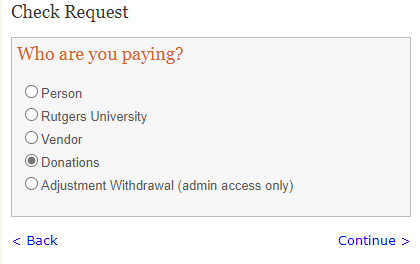 Check Request
Who are you paying?
Person
Rutgers University
Vendor
Donations
Adjustment Withdrawal (admin access only)
< Back Continue >